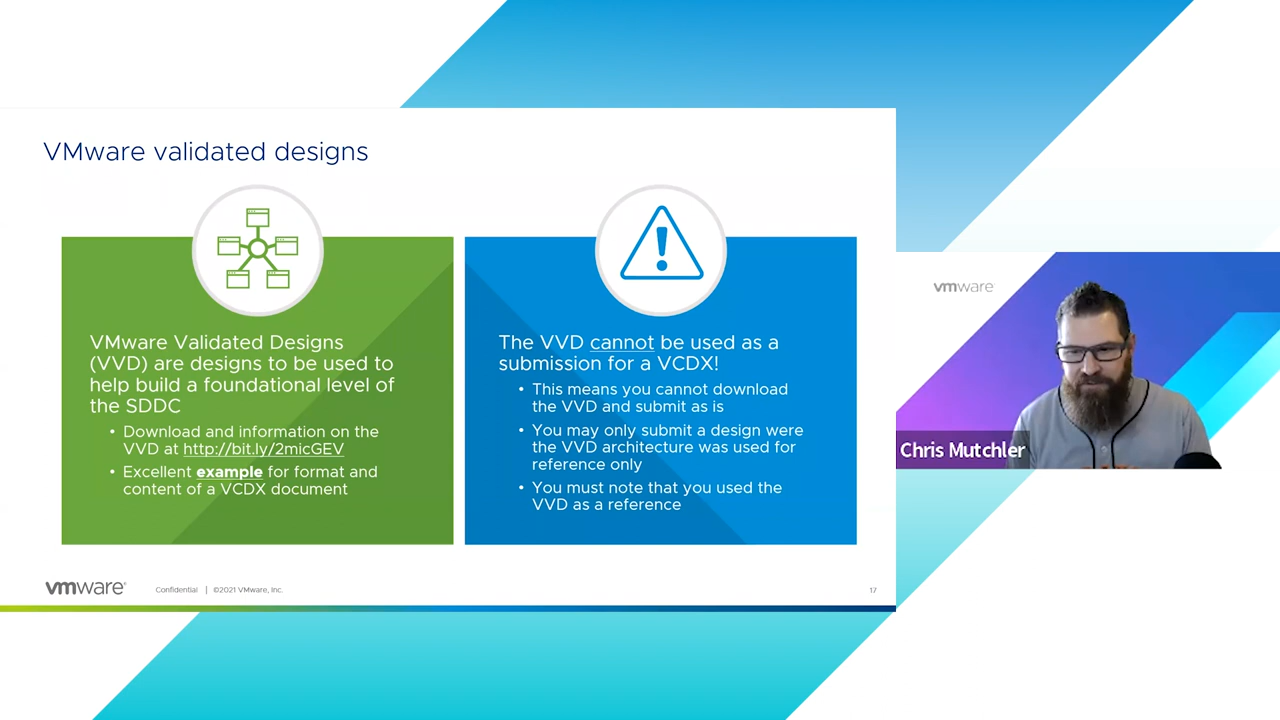 VMware validated designs
VMware Validated Designs
(VVD) are designs to be used to
help build a foundational level of
the SDDC
• Download and information on the
VVD at http://bit.ly/2micGEV
• Excellent example for format and
content of a VCDX document
The VVD cannot be used as a
submission for a VCDX!
• This means you cannot download
the VVD and submit as is
• You may only submit a design were
the VVD architecture was used for
reference only
• You must note that you used the
VVD as a reference
vmware®
Confidential | ©2021 VMware, Inc.
17
vmware
Chris Mutchler